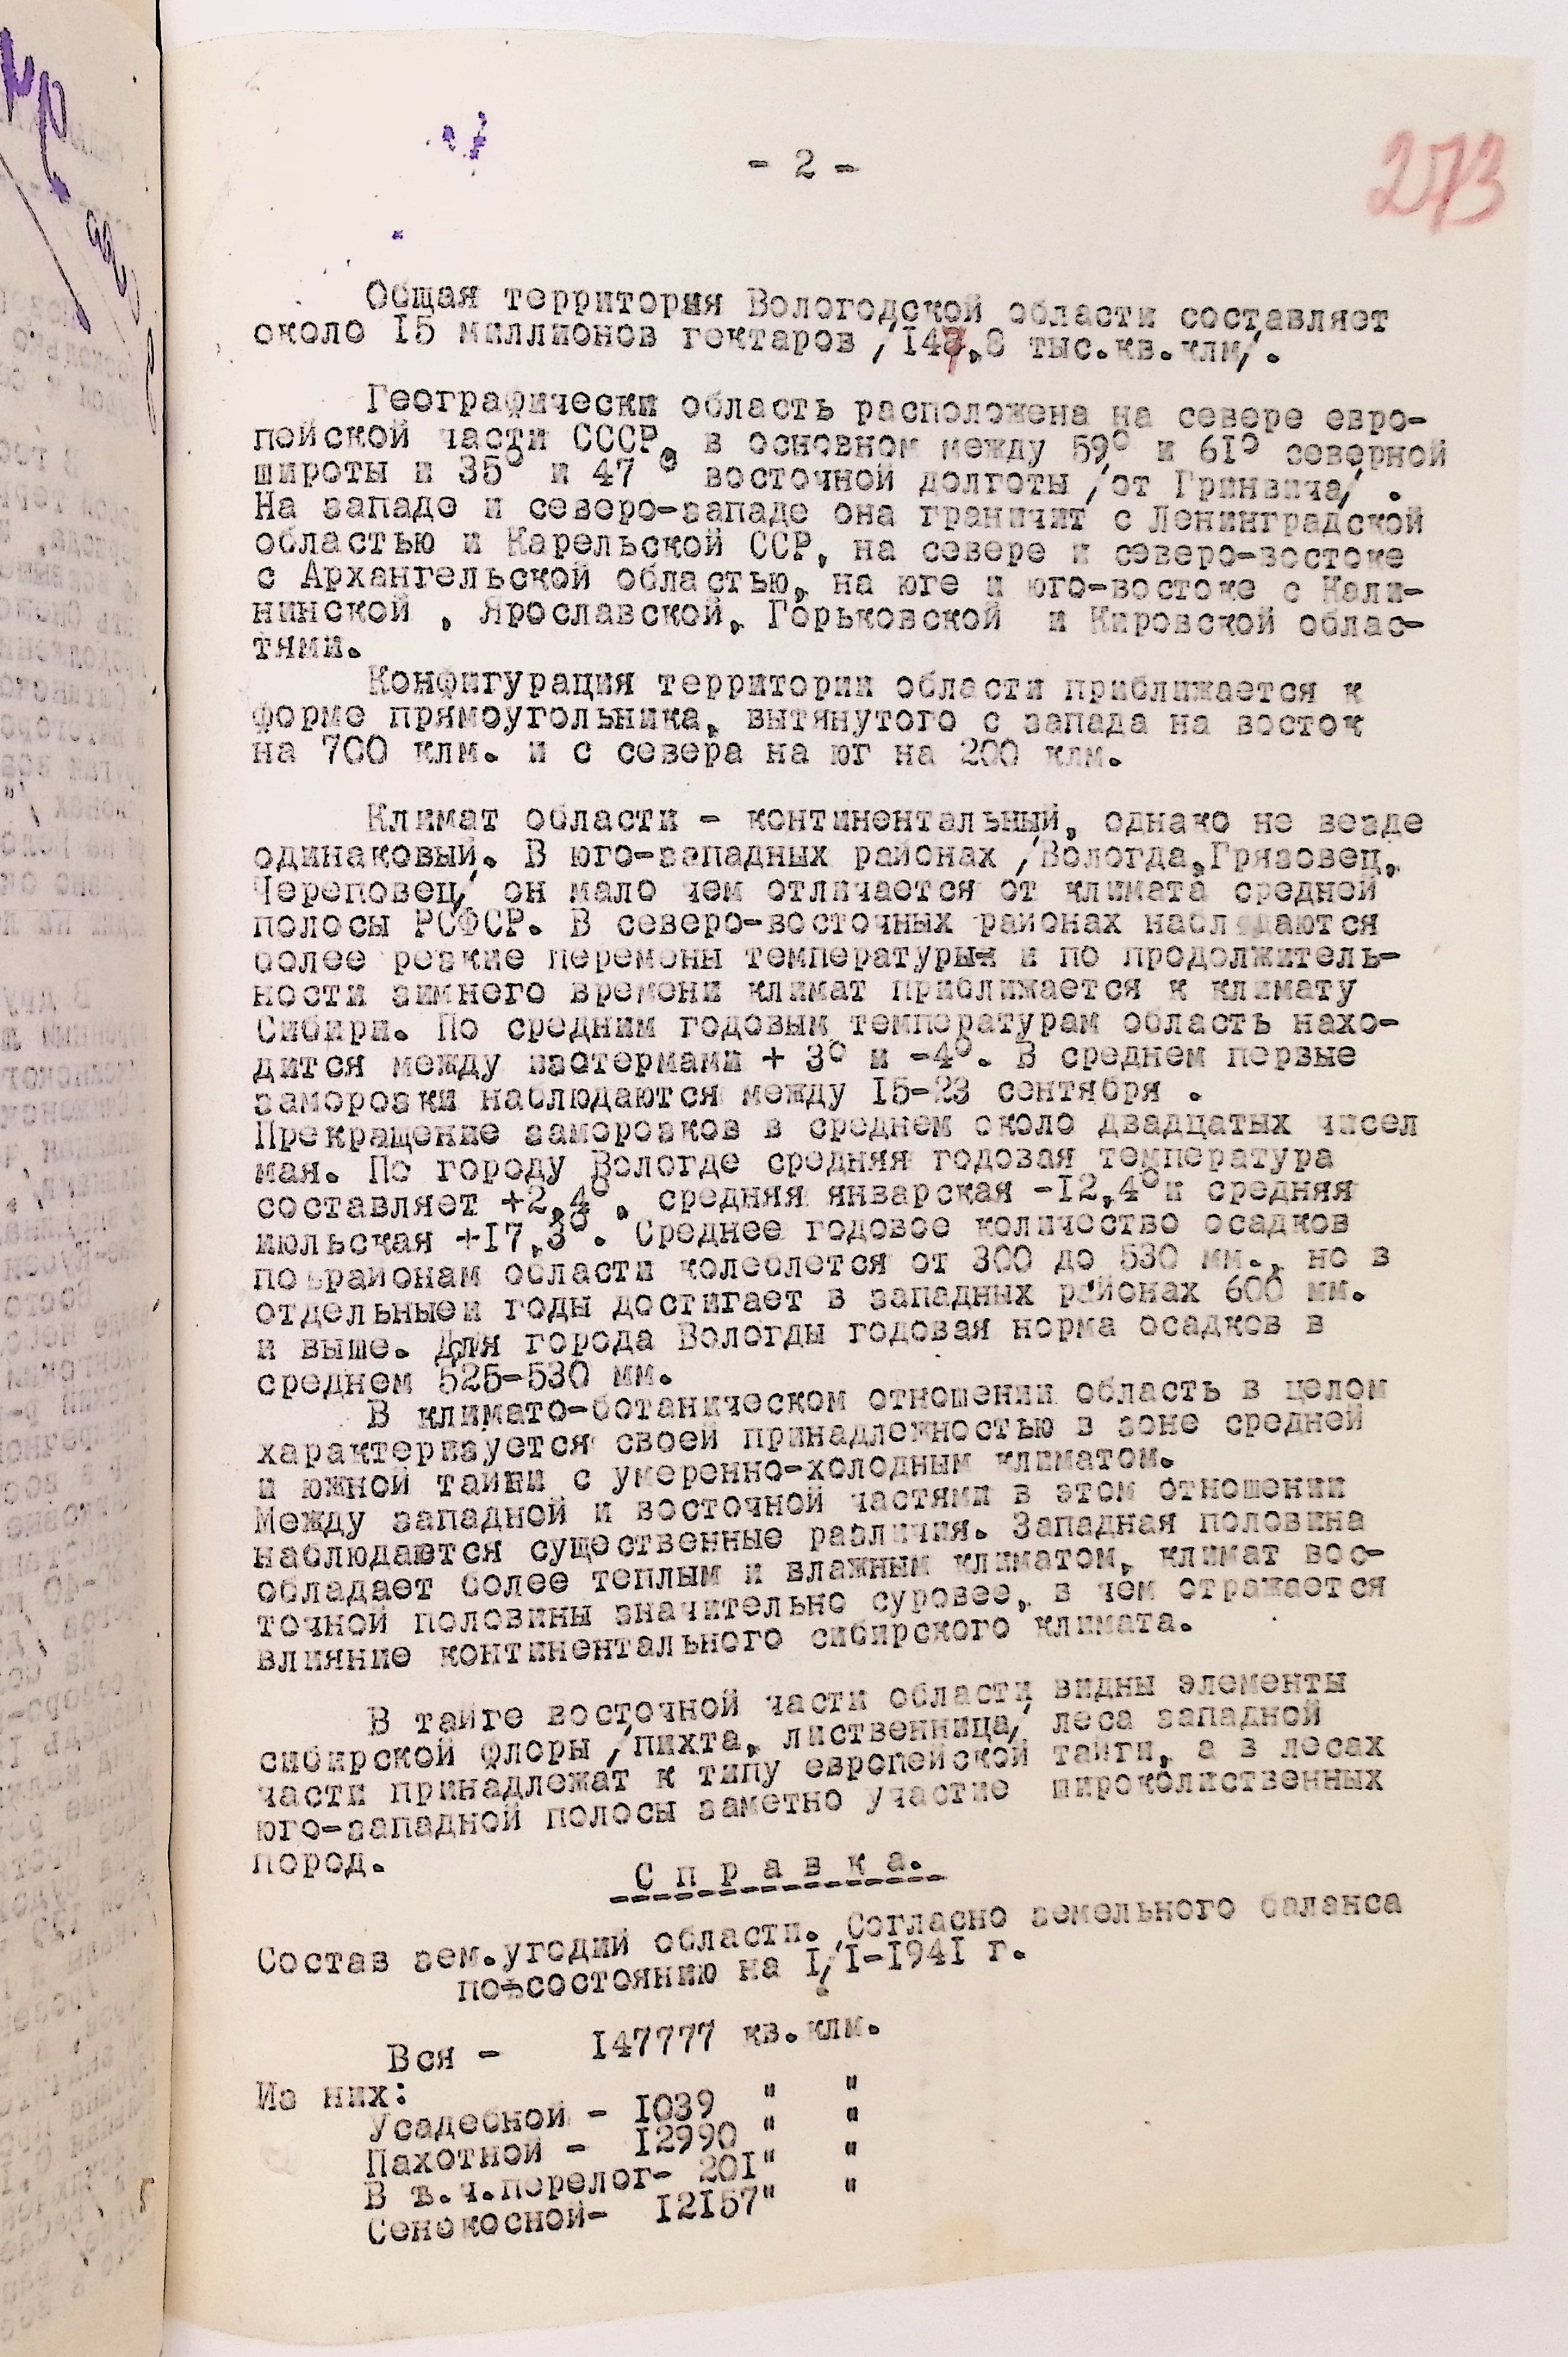 - 2 -
273
Общая территория Вологодской области составляет
около 15 миллионов гектаров /147,8 тыс.кв.клм/.
Географически область расположена на севере евро-
пейской части СССР, в основном между 59° и 61° северной
широты и 35° и 47 ° восточной долготы /от Гринвича/ .
На западе и северо-западе она граничит с Ленинградской
областью и Карельской ССР, на севере и северо-востоке
с Архангельской областью, на юге и юго-востоке с Кали-
нинской , Ярославской, Горьковской и Кировской облас-
тями.
Конфигурация территории области приближается к
форме прямоугольника, вытянутого с запада на восток
на 700 клм. и с севера на юг на 200 клм.
Климат области - континентальный, однако не везде
одинаковый. В юго-западных районах /Вологда,Грязовец,
Череповец/ он мало чем отличается от климата средней
полосы РСФСР. В северо-восточных районах наблюдаются
более резкие перемены температуры и по продолжитель-
ности зимнего времени климат приближается к климату
Сибири. По средним годовым температурам область нахо-
дится между изотермами + 3° и -4°. В среднем первые
заморозки наблюдаются между 15-23 сентября .
Прекращение заморозков в среднем около двадцатых чисел
мая. По городу Вологде средняя годовая температура
составляет +2,4° , средняя январская -12,4°и средняя
июльская +17,3°. Среднее годовое количество осадков
по районам области колеблется от 300 до 530 мм., но в
отдельныеи годы достигает в западных районах 600 мм.
и выше. Для города Вологды годовая норма осадков в
среднем 525-530 мм.
В климато-ботаническом отношении область в целом
характеризуется своей принадлежностью в зоне средней
и южной тайги с умеренно-холодным климатом.
Между западной и восточной частями в этом отношении
наблюдаются существенные различия. Западная половина
обладает более теплым и влажным климатом, климат вос-
точной половины значительно суровее, в чем отражается
влияние континентального сибирского климата.
В тайге восточной части области видны элементы
сибирской флоры /пихта, лиственница/ леса западной
части принадлежат к типу европейской тайги, а в лесах
юго-западной полосы заметно участие широколиственных
пород.
С п р а в к а.
Состав зем.угодий области. Согласно земельного баланса
по состоянию на 1/1-1941 г.
Вся - 147777 кв.клм.
Из них:
Усадебной - 1039 " "
Пахотной - 12990 " "
В т.ч.перелог- 201" "
Сенокосной- 12157" "